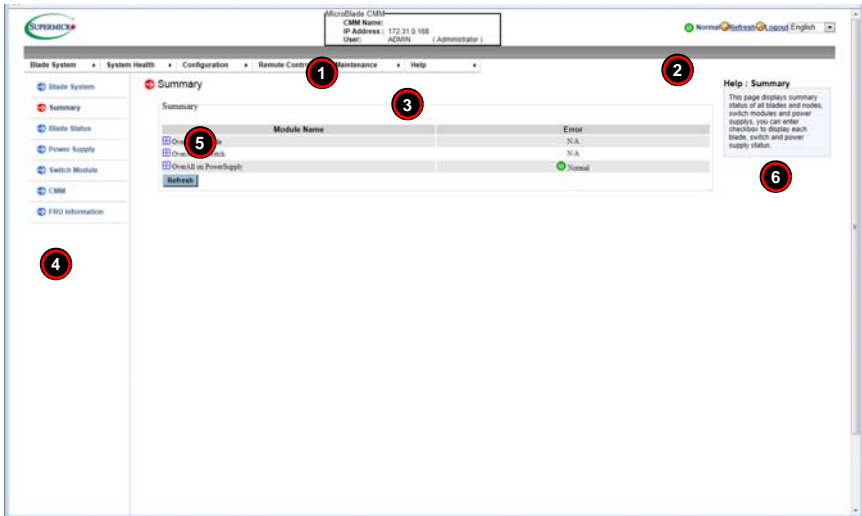 SUPERMICR
MicroBlade CMM
CMM Name:
IP Address : 172.31.0.168
User: ADMIN ( Administrator )
Normal Refresh Logout English
Blade System System Health Configuration Remote Maintenance Help
1
2
Blade System
Summary
Blade Status
Power Supply
Switch Module
CMM
FRU Information
4
Summary
3
Summary
Module Name Error
N/A
5
N/A
OverAll on PowerSupply Normal
Refresh
Help : Summary
This page displays summary
status of all blades and nodes,
switch modules and power
supplys, you can enter
checkbox to display each
blade, switch and power
supply status.
6